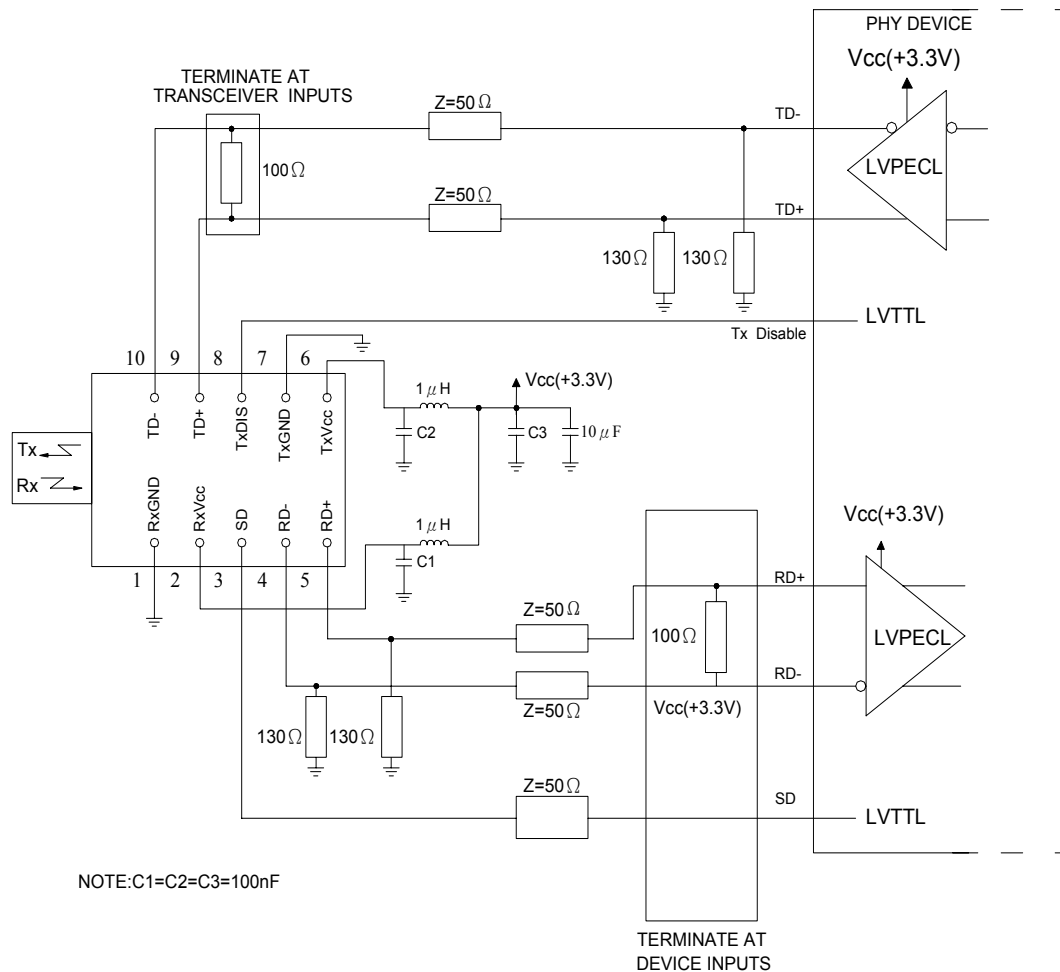 PHY DEVICE
Vcc(+3.3V)
TERMINATE AT
TRANSCEIVER INPUTS
Z=50Ω
TD-
LVPECL
100Ω
Z=50Ω
TD+
130Ω
130Ω
LVTTL
Tx Disable
10 9 8 7 6
1μH
Vcc(+3.3V)
TD-
TD+
TxDIS
TxGND
TxVcc
C2
C3
10μF
Tx
Rx
RxGND
RxVcc
SD
RD-
RD+
1μH
C1
1 2 3 4 5
Vcc(+3.3V)
RD+
Z=50Ω
100Ω
LVPECL
RD-
Z=50Ω
Vcc(+3.3V)
130Ω
130Ω
Z=50Ω
SD
LVTTL
NOTE:C1=C2=C3=100nF
TERMINATE AT
DEVICE INPUTS